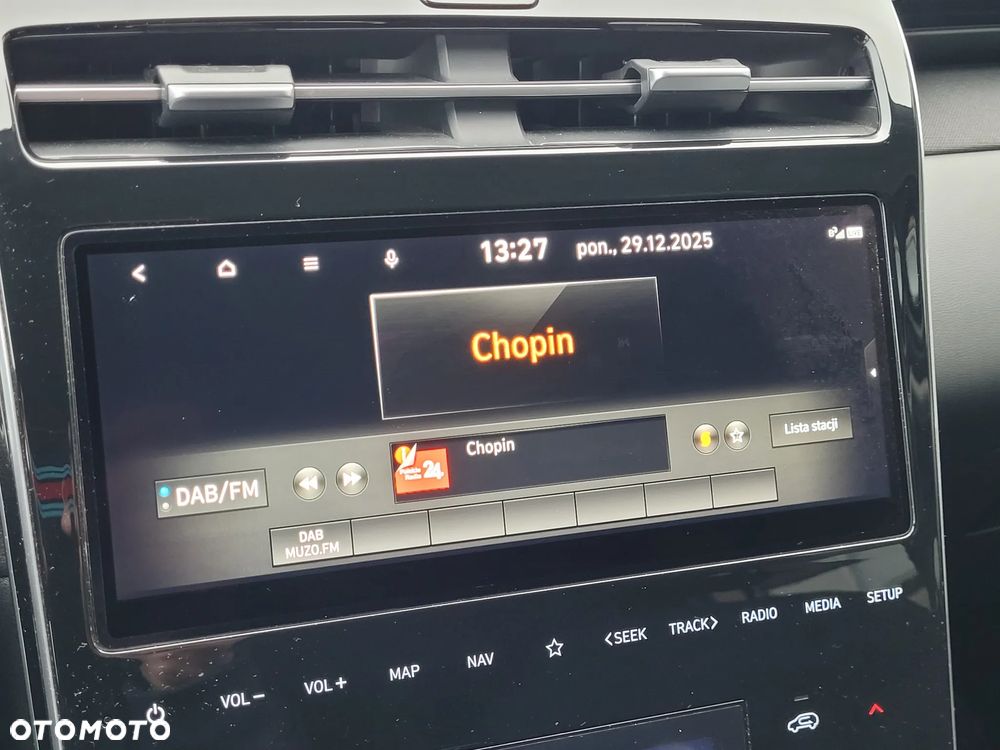 13:27 pon., 29.12.2025
Chopin
Chopin
24
Lista stacji
DAB/FM
DAB
MUZO.FM
VOL− VOL+ MAP NAV <SEEK TRACK> RADIO MEDIA SETUP
OTOMOTO